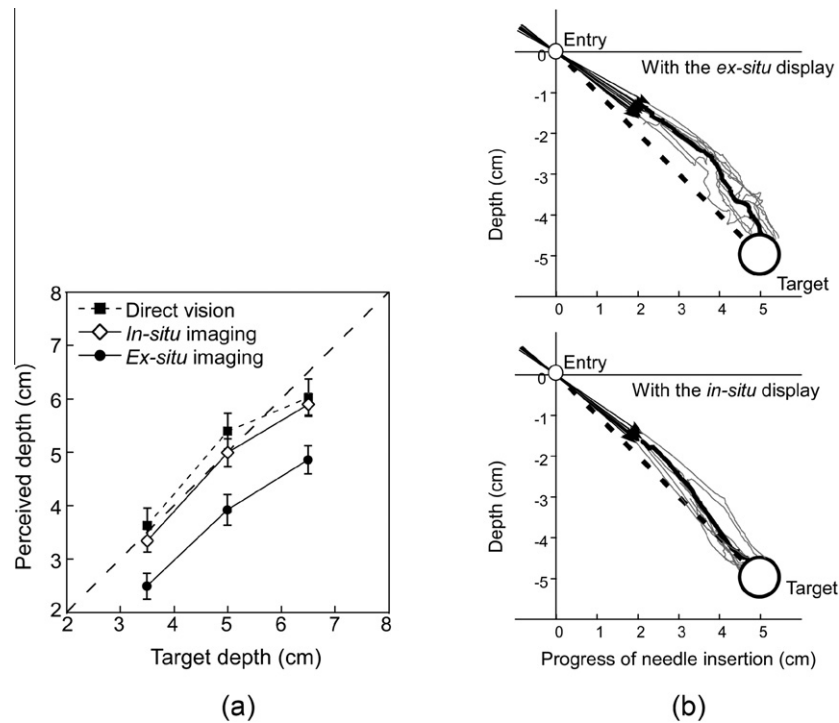 8
7
6
5
4
3
2
Perceived depth (cm)
Direct vision
In-situ imaging
Ex-situ imaging
2 3 4 5 6 7 8
Target depth (cm)
(a)
Entry
With the ex-situ display
0
-1
-2
-3
-4
-5
Depth (cm)
Target
0 1 2 3 4 5
Entry
With the in-situ display
0
-1
-2
-3
-4
-5
Depth (cm)
Target
0 1 2 3 4 5
Progress of needle insertion (cm)
(b)